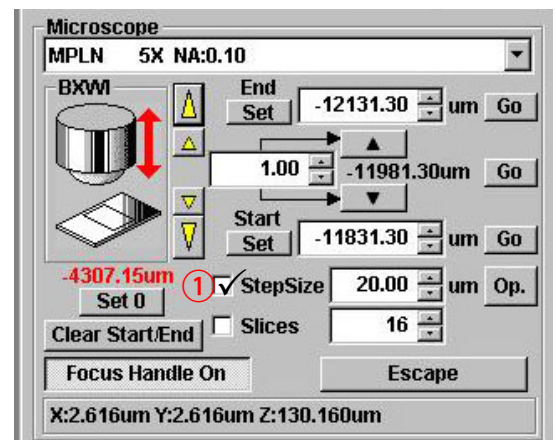 Microscope
MPLN 5X NA:0.10
BXWI
End
Set -12131.30 um Go
1.00 -11981.30um Go
Start
Set -11831.30 um Go
-4307.15um
① StepSize 20.00 um Op.
Set 0
Clear Start/End Slices 16
Focus Handle On Escape
X:2.616um Y:2.616um Z:130.160um